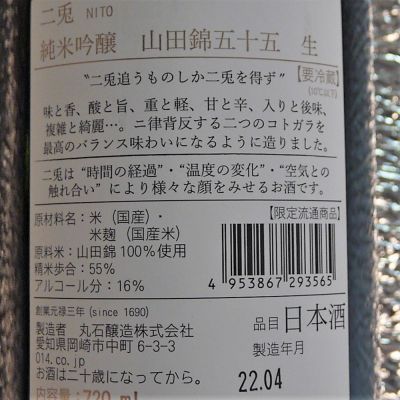 二兎 NITO
純米吟醸 山田錦五十五 生
"二兎追うものしか二兎を得ず" 【要冷蔵】
(10℃以下)
味と香、酸と旨、重と軽、甘と辛、入りと後味、
複雑と綺麗…。二律背反する二つのコトガラを
最高のバランス味わいになるように造りました。
二兎は"時間の経過"・"温度の変化"・"空気との
触れ合い"により様々な顔をみせるお酒です。
原材料名：米（国産）・
米麹（国産米）
【限定流通商品】
原料米：山田錦100％使用
精米歩合：55％
アルコール分：16％
4 953867 293565
創業元禄三年 (since 1690)
製造者 丸石醸造株式会社
愛知県岡崎市中町6-3-3
014.co.jp
お酒は二十歳になってから。
品目 日本酒
製造年月
22.04
内容量：720 ml